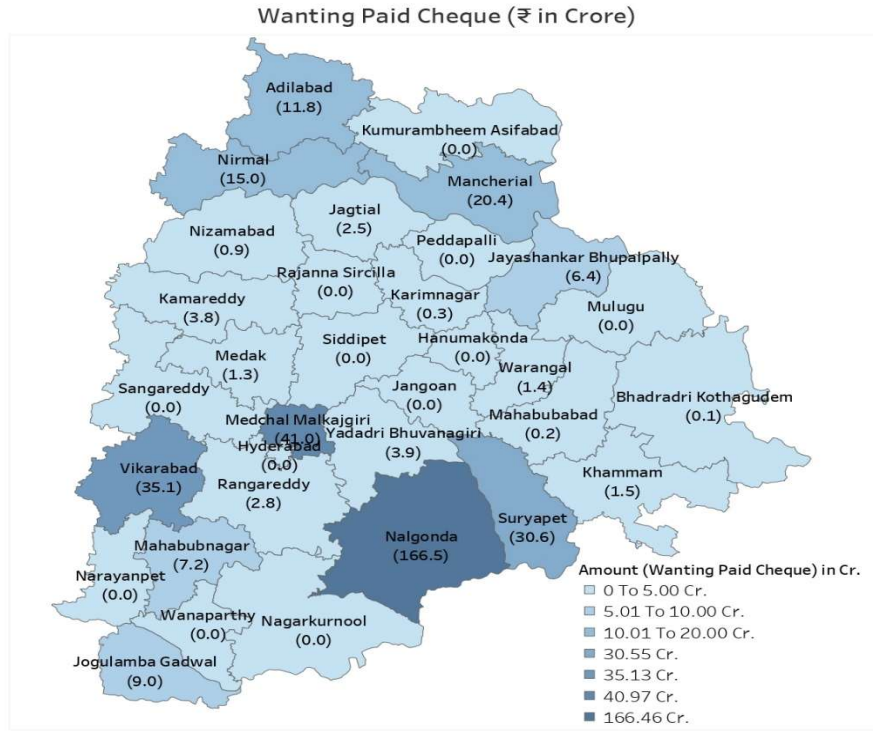 Wanting Paid Cheque (₹ in Crore)
Adilabad
(11.8)
Kumurambheem Asifabad
(0.0)
Nirmal
(15.0)
Mancherial
(20.4)
Jagtial
(2.5)
Nizamabad
(0.9)
Peddapalli
(0.0)
Jayashankar Bhupalpally
(6.4)
Rajanna Sircilla
(0.0)
Karimnagar
(0.3)
Kamareddy
(3.8)
Mulugu
(0.0)
Siddipet
(0.0)
Hanumakonda
(0.0)
Medak
(1.3)
Warangal
(1.4)
Sangareddy
(0.0)
Jangoan
(0.0)
Bhadradri Kothagudem
(0.1)
Medchal Malkajgiri
(41.0)
Mahabubabad
(0.2)
Yadadri Bhuvanagiri
(3.9)
Hyderabad
(0.0)
Vikarabad
(35.1)
Rangareddy
(2.8)
Khammam
(1.5)
Suryapet
(30.6)
Nalgonda
(166.5)
Mahabubnagar
(7.2)
Narayanpet
(0.0)
Wanaparthy
(0.0)
Nagarkurnool
(0.0)
Jogulamba Gadwal
(9.0)
Amount (Wanting Paid Cheque) in Cr.
0 To 5.00 Cr.
5.01 To 10.00 Cr.
10.01 To 20.00 Cr.
30.55 Cr.
35.13 Cr.
40.97 Cr.
166.46 Cr.